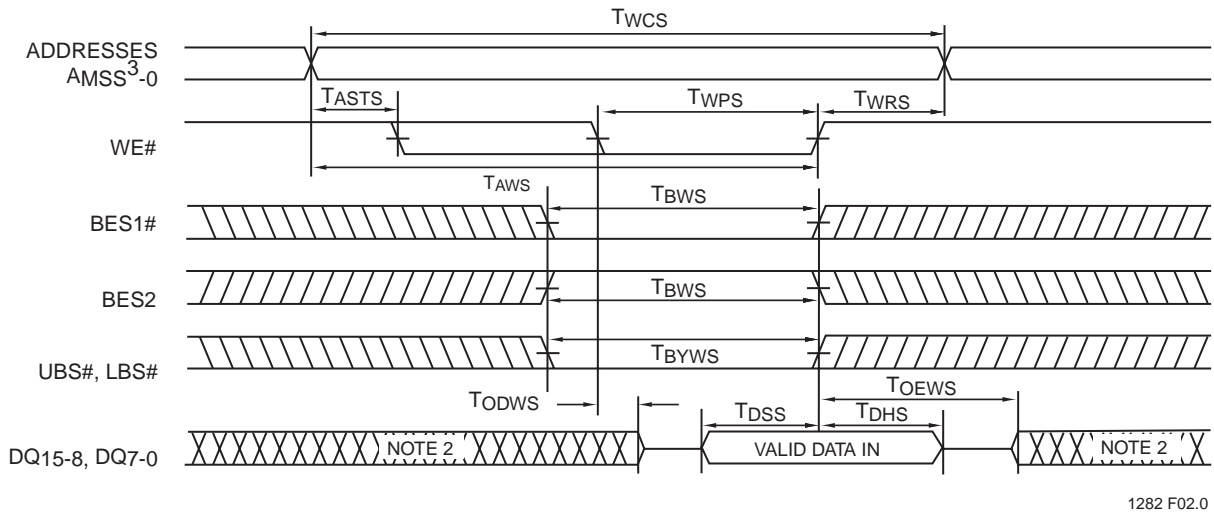 TWCS
ADDRESSES
AMSS3-0
TASTS
TWPS
TWRS
WE#
TAWS
TBWS
BES1#
BES2
TBWS
TBYWS
UBS#, LBS#
TODWS
TOEWS
TDSS
TDHS
DQ15-8, DQ7-0
NOTE 2
VALID DATA IN
NOTE 2
1282 F02.0